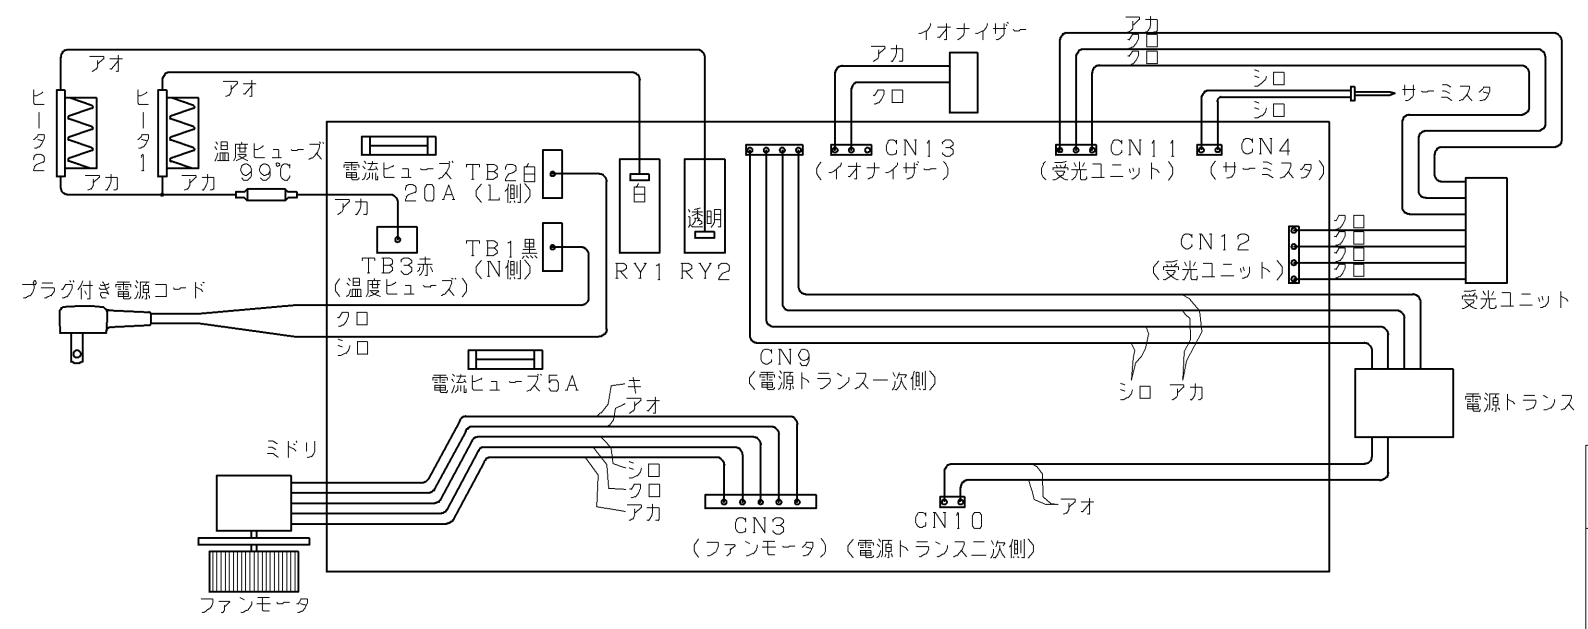 アオ
アオ
ヒータ2
ヒータ1
アカ
アカ
温度ヒューズ
99℃
アカ
電流ヒューズ
20A
TB2白
(L側)
TB1黒
(N側)
TB3赤
(温度ヒューズ)
白
RY1
透明
RY2
プラグ付き電源コード
クロ
シロ
電流ヒューズ5A
イオナイザー
アカ
クロ
CN13
(イオナイザー)
アカ
クロ
クロ
CN11
(受光ユニット)
シロ
シロ
サーミスタ
CN4
(サーミスタ)
CN12
(受光ユニット)
クロ
クロ
クロ
クロ
受光ユニット
CN9
(電源トランス一次側)
シロ
アカ
電源トランス
ミドリ
キ
アオ
シロ
クロ
アカ
CN3
(ファンモータ)
CN10
(電源トランス二次側)
アオ
ファンモータ